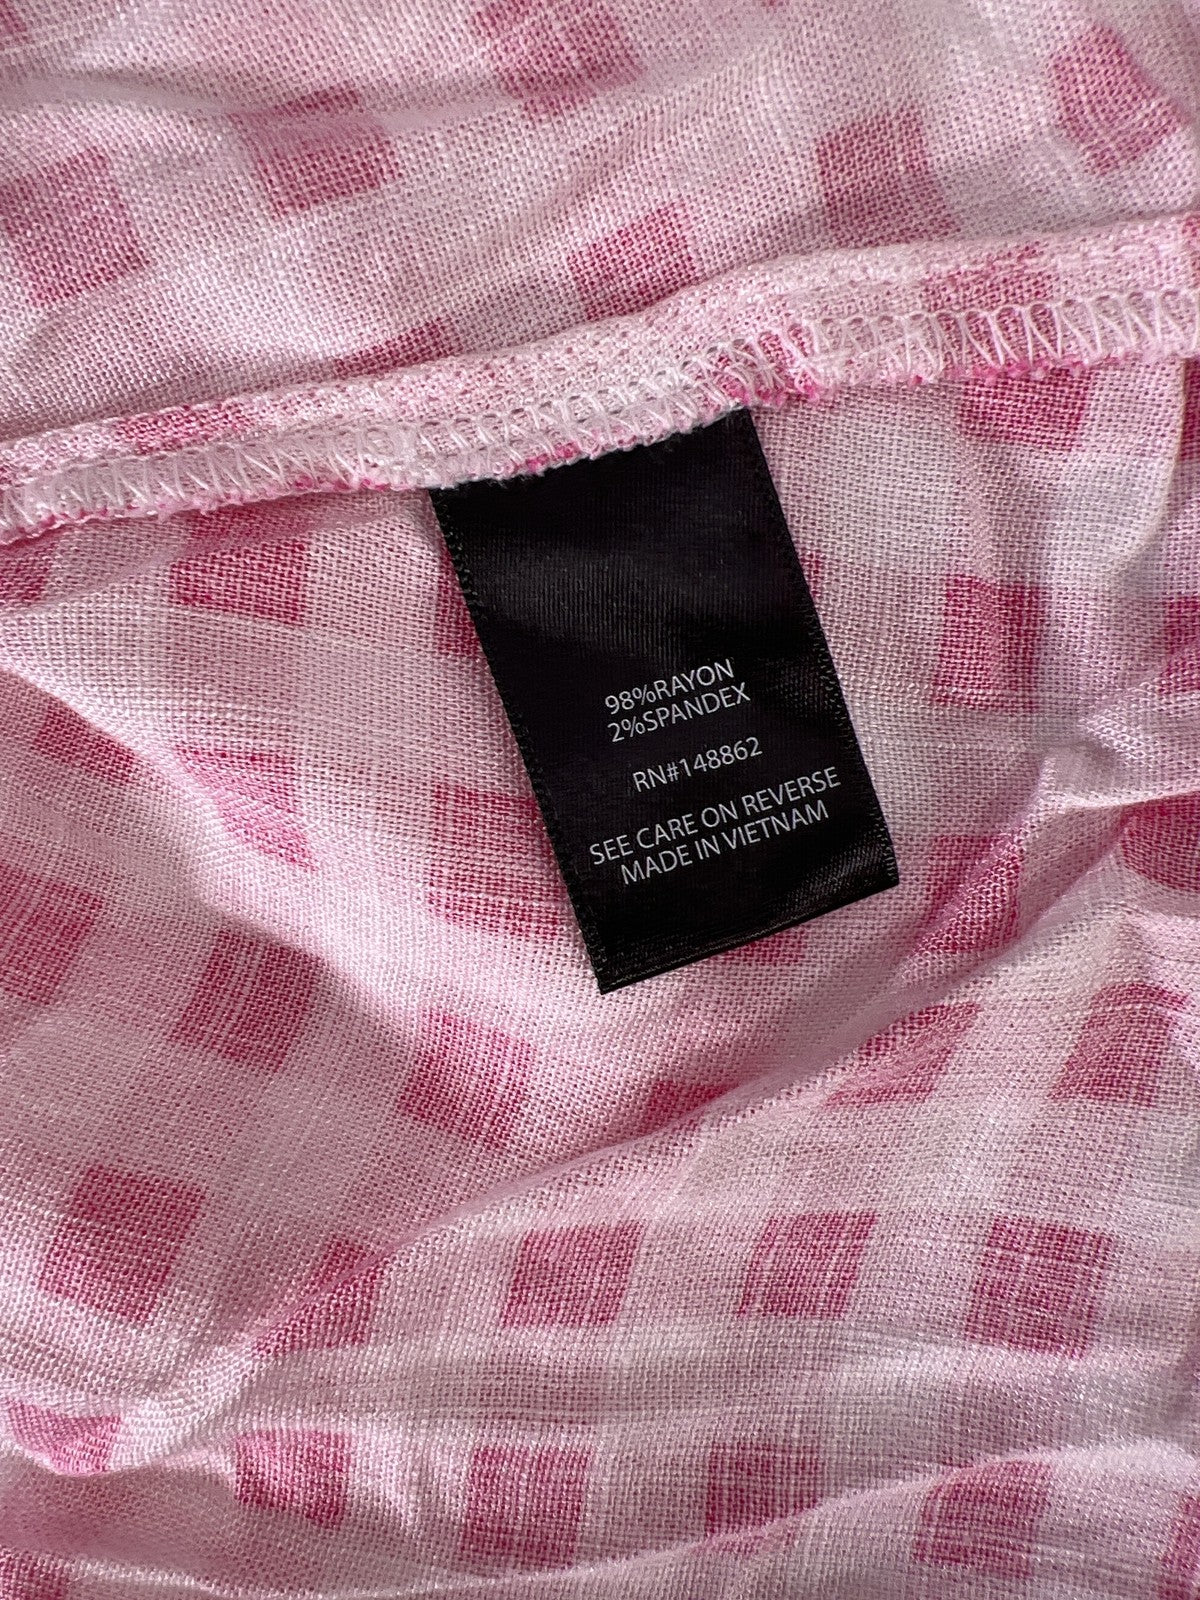 98%RAYON
2%SPANDEX
RN#148862
SEE CARE ON REVERSE
MADE IN VIETNAM